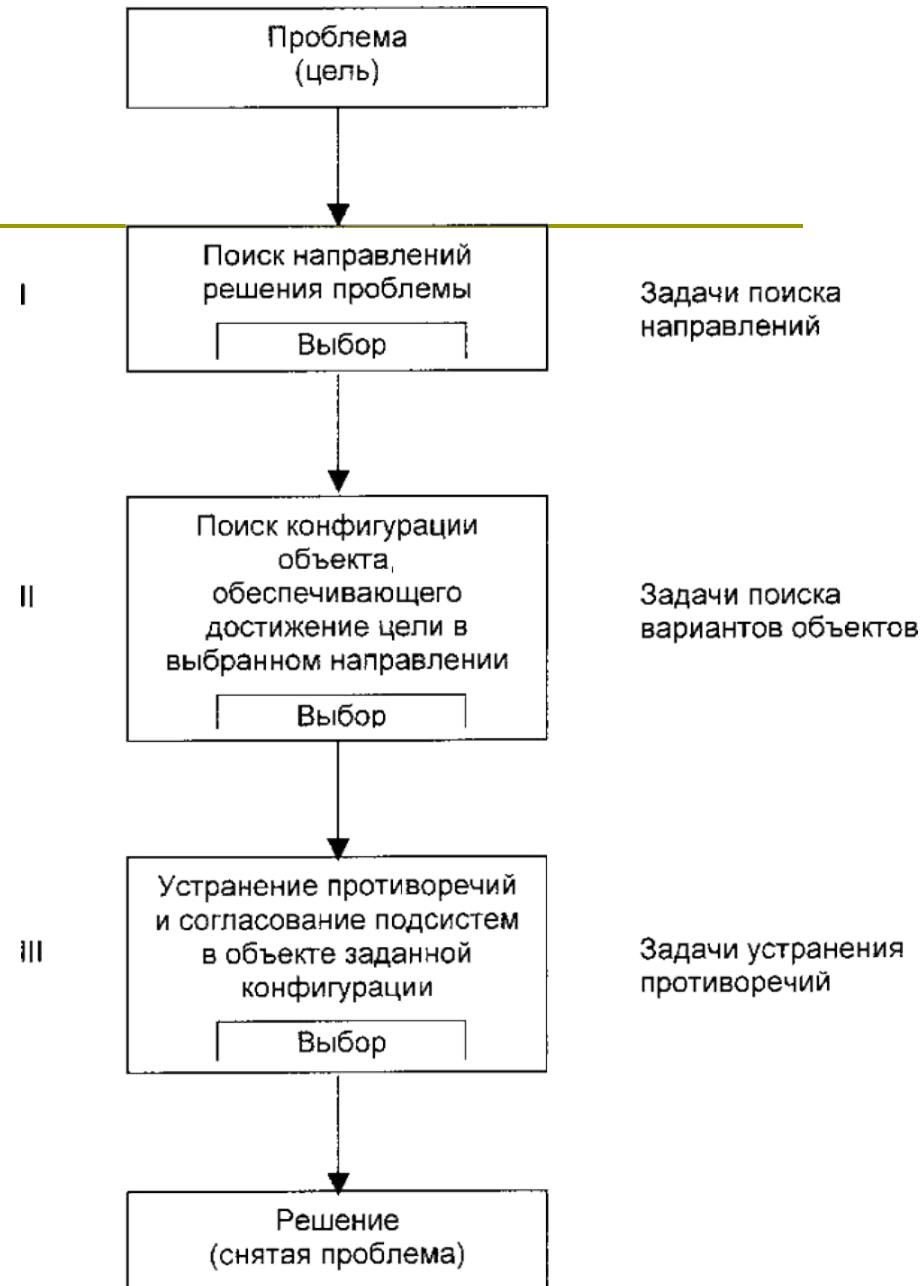 Проблема
(цель)
I
Поиск направлений
решения проблемы
Выбор
Задачи поиска
направлений
II
Поиск конфигурации
объекта,
обеспечивающего
достижение цели в
выбранном направлении
Выбор
Задачи поиска
вариантов объектов
III
Устранение противоречий
и согласование подсистем
в объекте заданной
конфигурации
Выбор
Задачи устранения
противоречий
Решение
(снятая проблема)